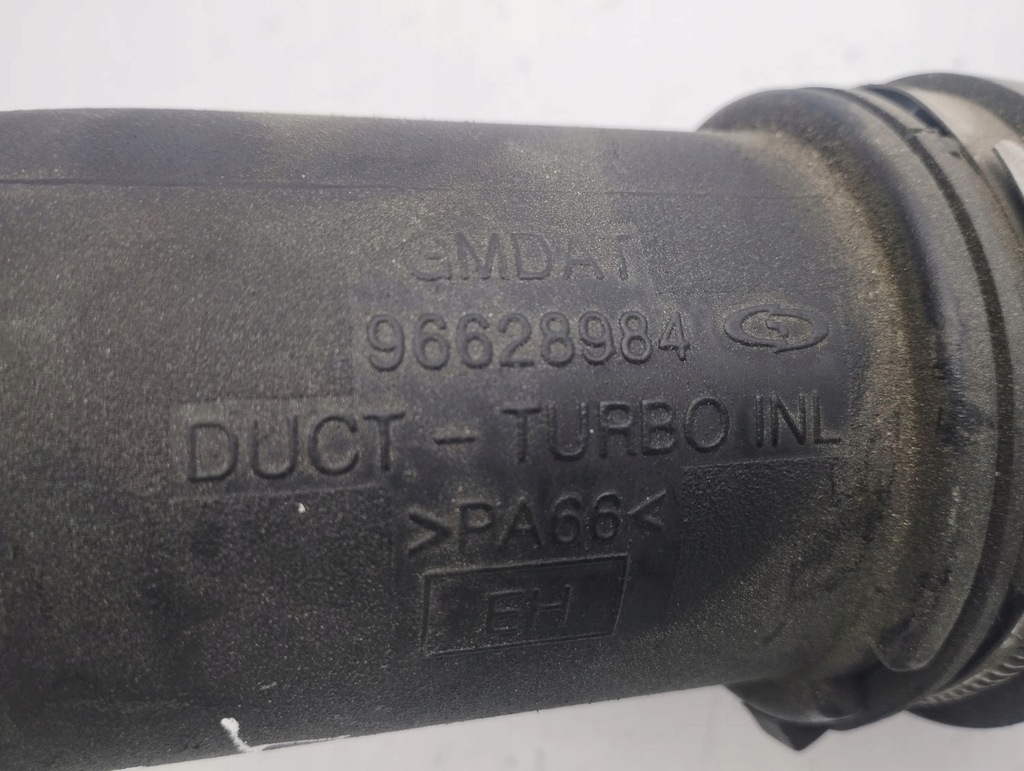 GMDAT
96628984
DUCT - TURBO INL
>PA66<
EH